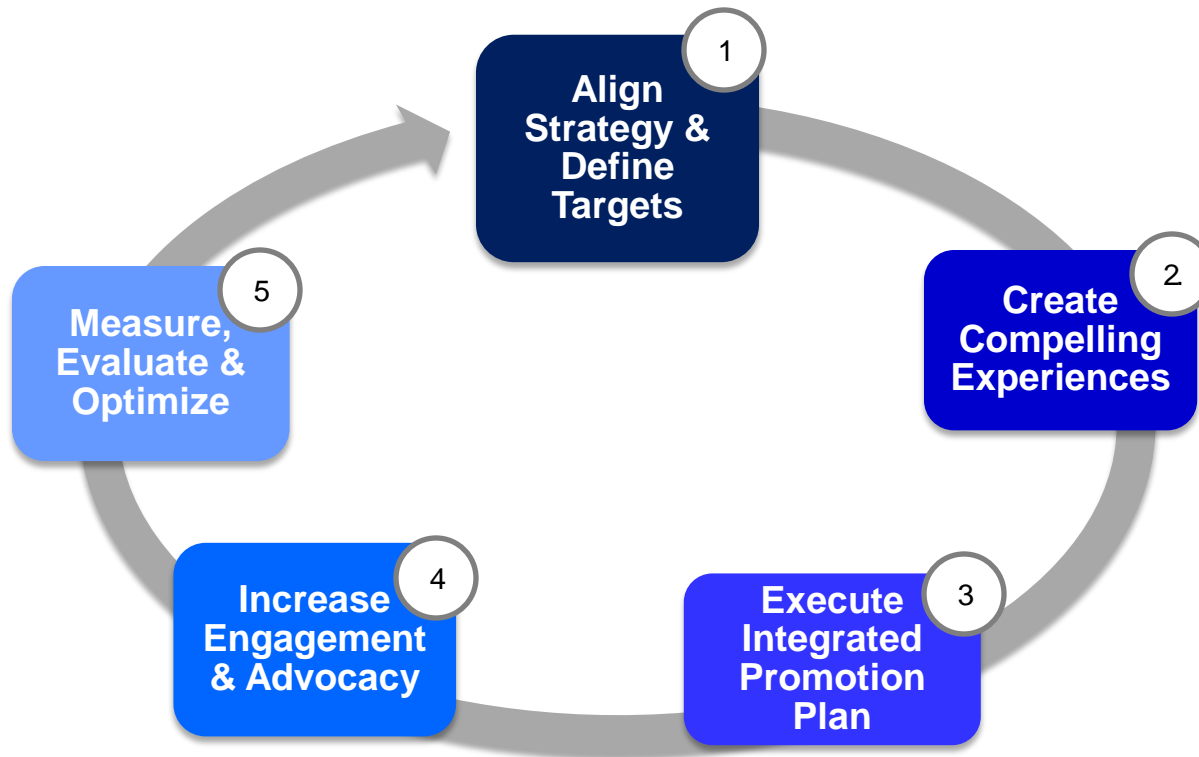 1
Align
Strategy &
Define
Targets
2
Create
Compelling
Experiences
3
Execute
Integrated
Promotion
Plan
4
Increase
Engagement
& Advocacy
5
Measure,
Evaluate &
Optimize